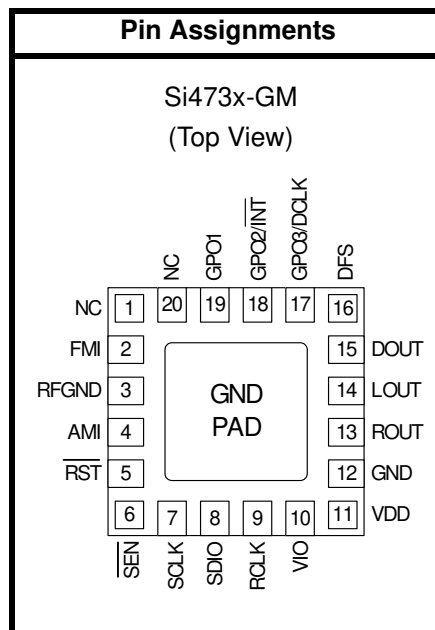 Pin Assignments
Si473x-GM
(Top View)
NC
GPO1
GPO2/INT
GPO3/DCLK
DFS
20
19
18
17
16
NC 1
FMI 2
RFGND 3
AMI 4
RST 5
6
15 DOUT
14 LOUT
13 ROUT
12 GND
11 VDD
GND
PAD
7
8
9
10
SEN
SCLK
SDIO
RCLK
VIO